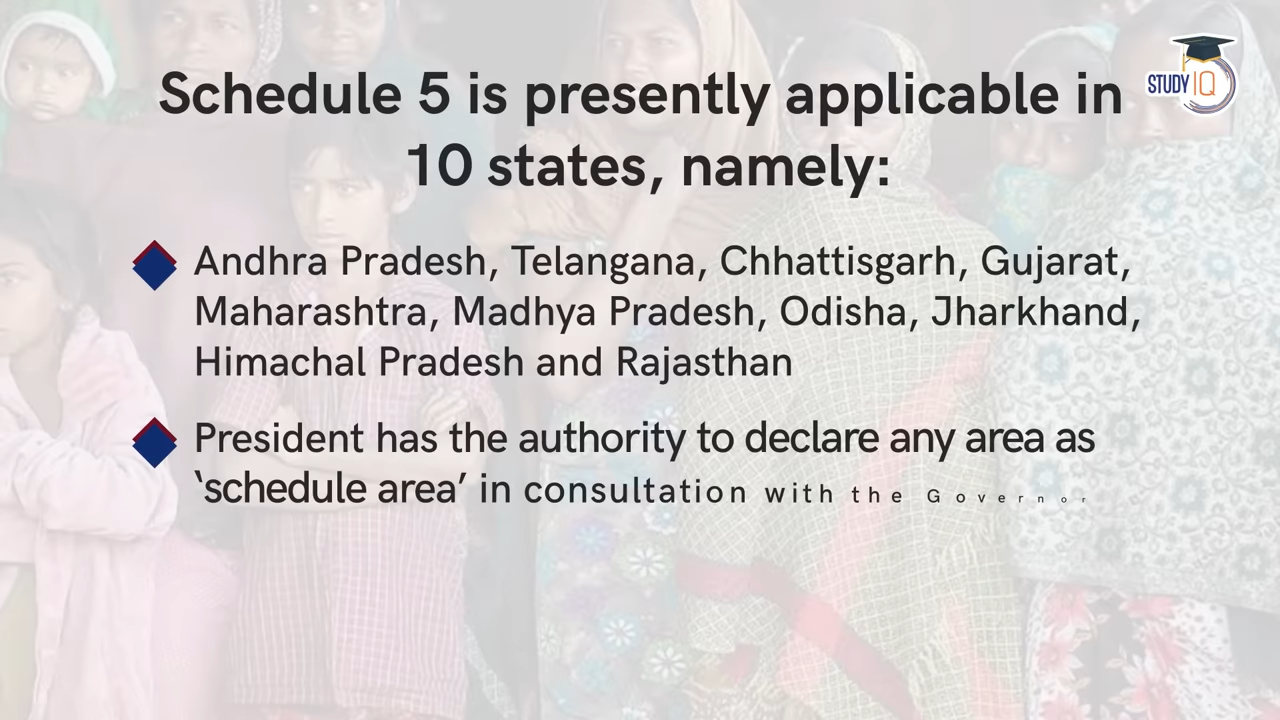 STUDY IQ
Schedule 5 is presently applicable in
10 states, namely:
Andhra Pradesh, Telangana, Chhattisgarh, Gujarat,
Maharashtra, Madhya Pradesh, Odisha, Jharkhand,
Himachal Pradesh and Rajasthan
President has the authority to declare any area as
‘schedule area’ in consultation with the Governor